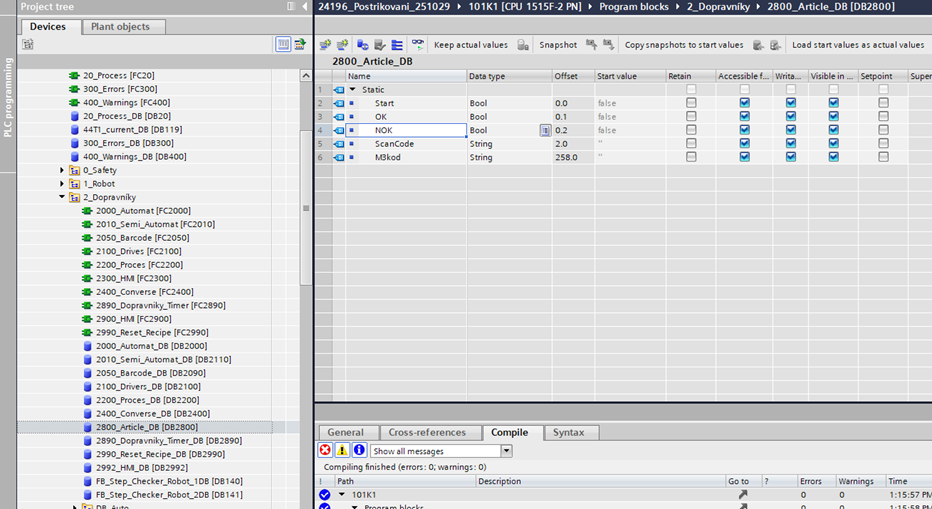 Project tree
24196_Postrikovani_251029 101K1 [CPU 1515F-2 PN] Program blocks 2_Dopravníky 2800_Article_DB [DB2800]
Devices Plant objects
PLC programming
Keep actual values Snapshot Copy snapshots to start values Load start values as actual values
2800_Article_DB
Name Data type Offset Start value Retain Accessible f... Writa... Visible in ... Setpoint Super
1 Static
2 Start Bool 0.0 false
3 OK Bool 0.1 false
4 NOK Bool 0.2 false
5 ScanCode String 2.0 ''
6 M3kod String 258.0 ''
20_Process [FC20]
300_Errors [FC300]
400_Warnings [FC400]
20_Process_DB [DB20]
44T1_current_DB [DB119]
300_Errors_DB [DB300]
400_Warnings_DB [DB400]
0_Safety
1_Robot
2_Dopravníky
2000_Automat [FC2000]
2010_Semi_Automat [FC2010]
2050_Barcode [FC2050]
2100_Drives [FC2100]
2200_Proces [FC2200]
2300_HMI [FC2300]
2400_Converse [FC2400]
2890_Dopravniky_Timer [FC2890]
2900_HMI [FC2900]
2990_Reset_Recipe [FC2990]
2000_Automat_DB [DB2000]
2010_Semi_Automat_DB [DB2110]
2050_Barcode_DB [DB2090]
2100_Drivers_DB [DB2100]
2200_Proces_DB [DB2200]
2400_Converse_DB [DB2400]
2800_Article_DB [DB2800]
2890_Dopravniky_Timer_DB [DB2890]
2990_Reset_Recipe_DB [DB2990]
2992_HMI_DB [DB2992]
FB_Step_Checker_Robot_1DB [DB140]
FB_Step_Checker_Robot_2DB [DB141]
DB_Auto
General Cross-references Compile Syntax
Show all messages
Compiling finished (errors: 0; warnings: 0)
! Path Description Go to ? Errors Warnings Time
101K1 0 0 1:15:57 P
Program blocks 0 0 1:15:58 P